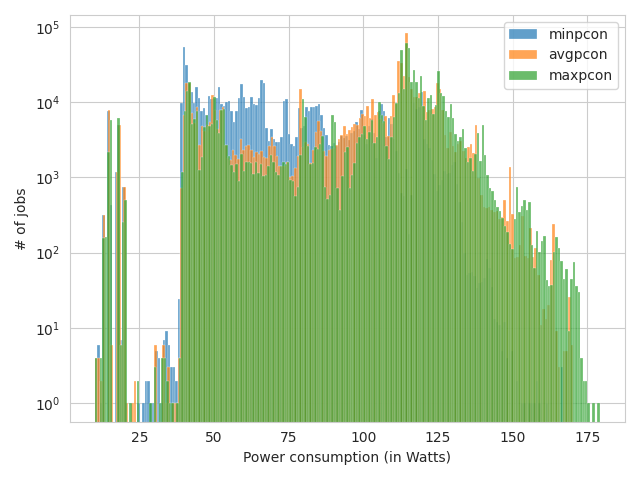 10⁵
10⁴
10³
10²
10¹
10⁰
# of jobs
minpcon
avgpcon
maxpcon
25 50 75 100 125 150 175
Power consumption (in Watts)